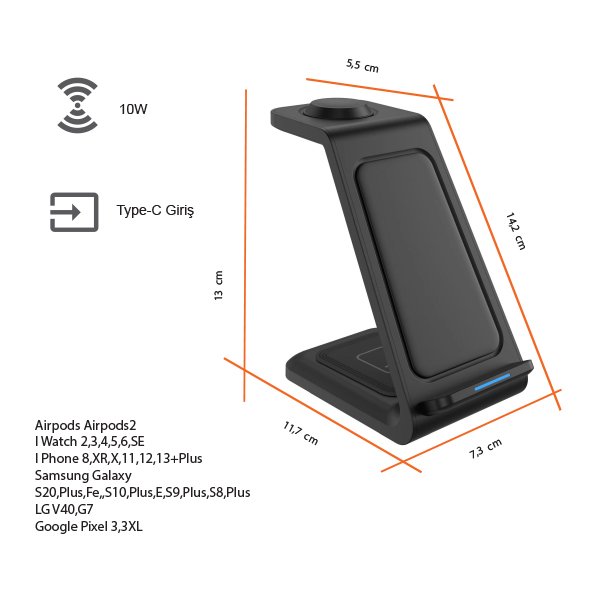 5,5 cm
10W
Type-C Giriş
14,2 cm
13 cm
11,7 cm
7,3 cm
Airpods Airpods2
I Watch 2,3,4,5,6,SE
I Phone 8,XR,X,11,12,13+Plus
Samsung Galaxy
S20,Plus,Fe,,S10,Plus,E,S9,Plus,S8,Plus
LG V40,G7
Google Pixel 3,3XL